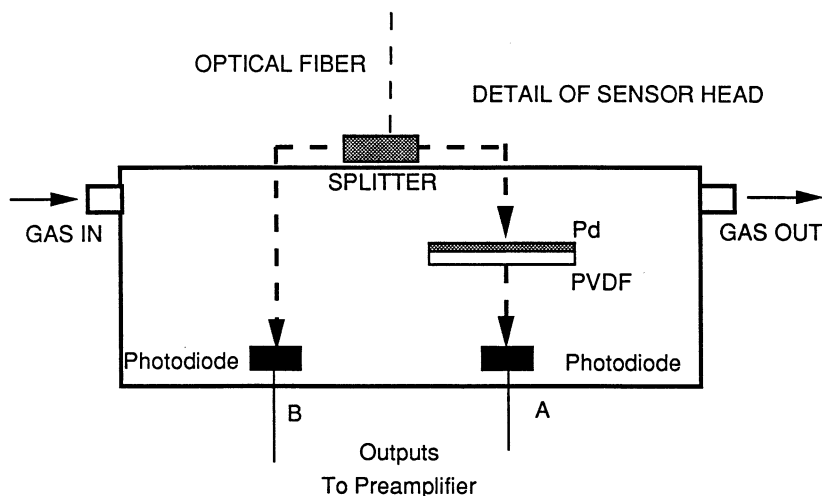 OPTICAL FIBER
DETAIL OF SENSOR HEAD
SPLITTER
GAS IN
Pd
GAS OUT
PVDF
Photodiode
Photodiode
B
A
Outputs
To Preamplifier